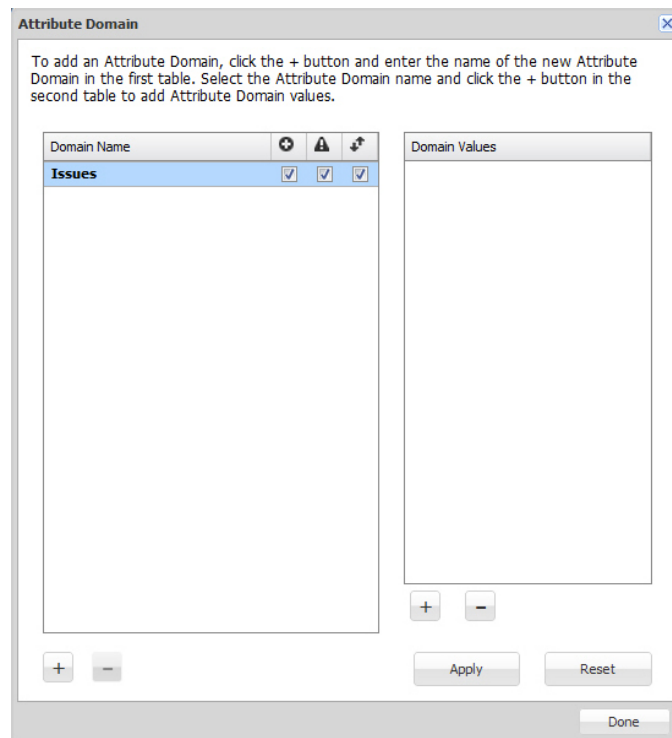 Attribute Domain
To add an Attribute Domain, click the + button and enter the name of the new Attribute
Domain in the first table. Select the Attribute Domain name and click the + button in the
second table to add Attribute Domain values.
Domain Name
Domain Values
Issues
+ -
+ -
Apply
Reset
Done